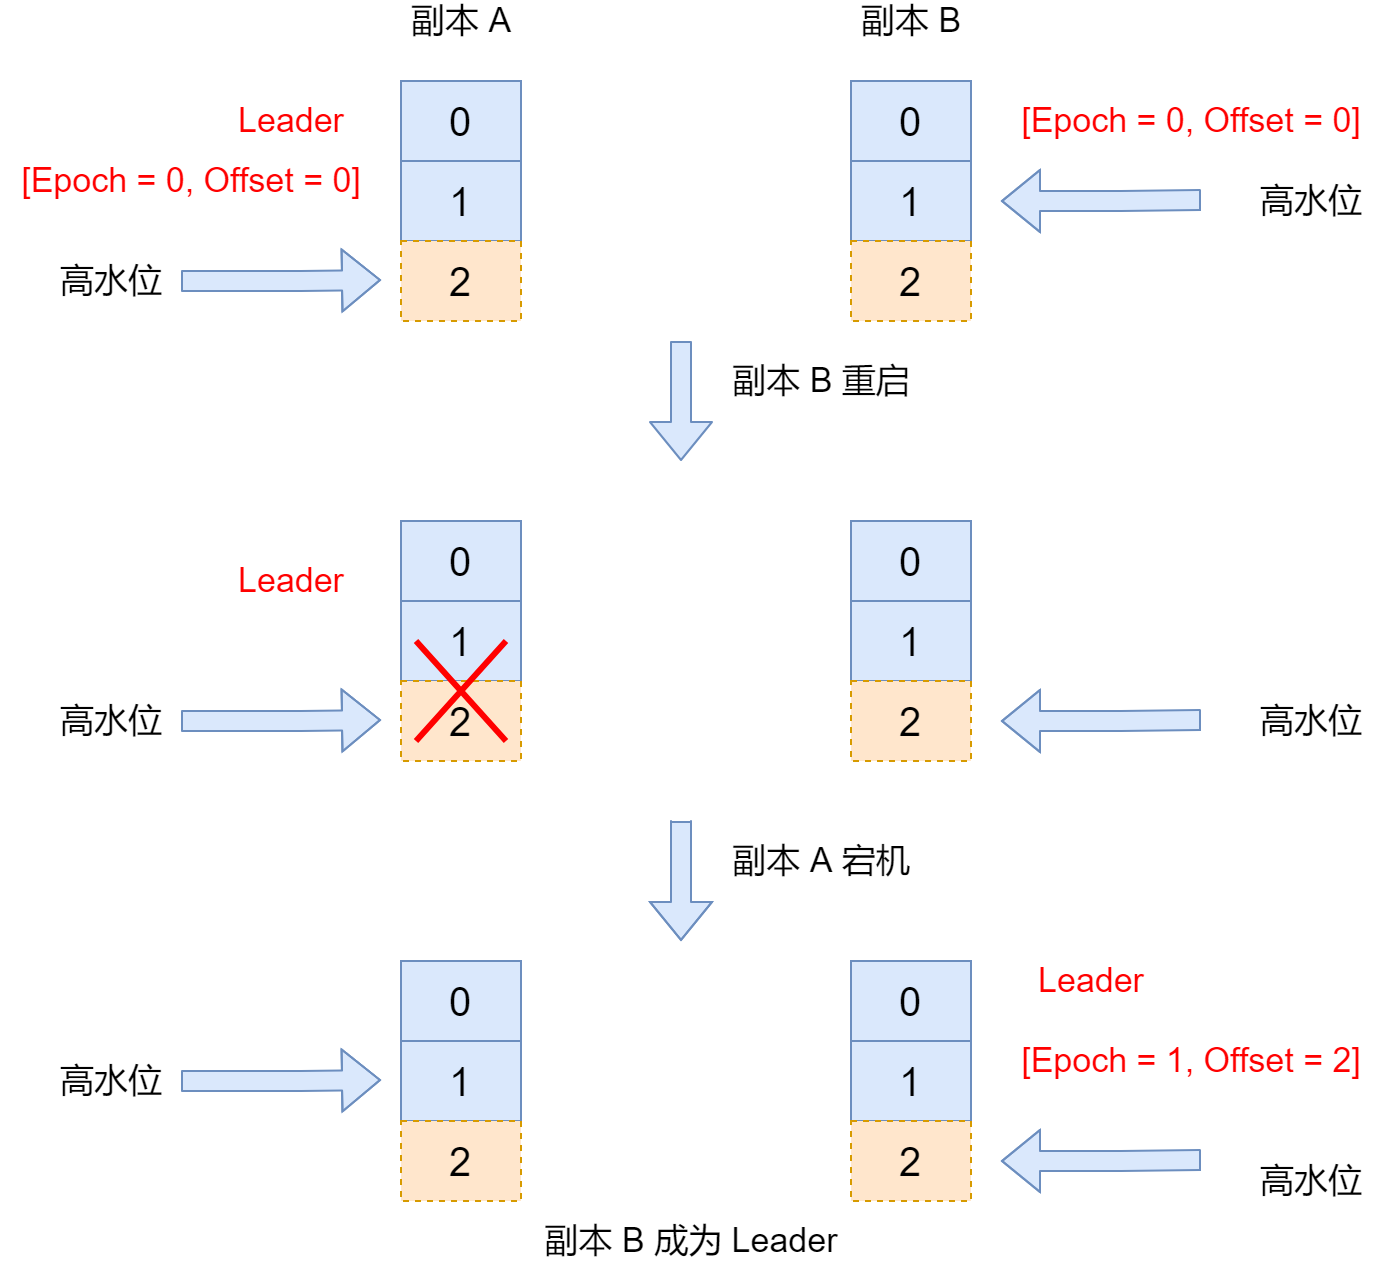 副本 A
副本 B
0
0
Leader
[Epoch = 0, Offset = 0]
[Epoch = 0, Offset = 0]
1
1
高水位
高水位
2
2
副本 B 重启
0
0
Leader
1
1
高水位
2
2
高水位
副本 A 宕机
0
0
Leader
[Epoch = 1, Offset = 2]
高水位
1
1
2
2
高水位
副本 B 成为 Leader